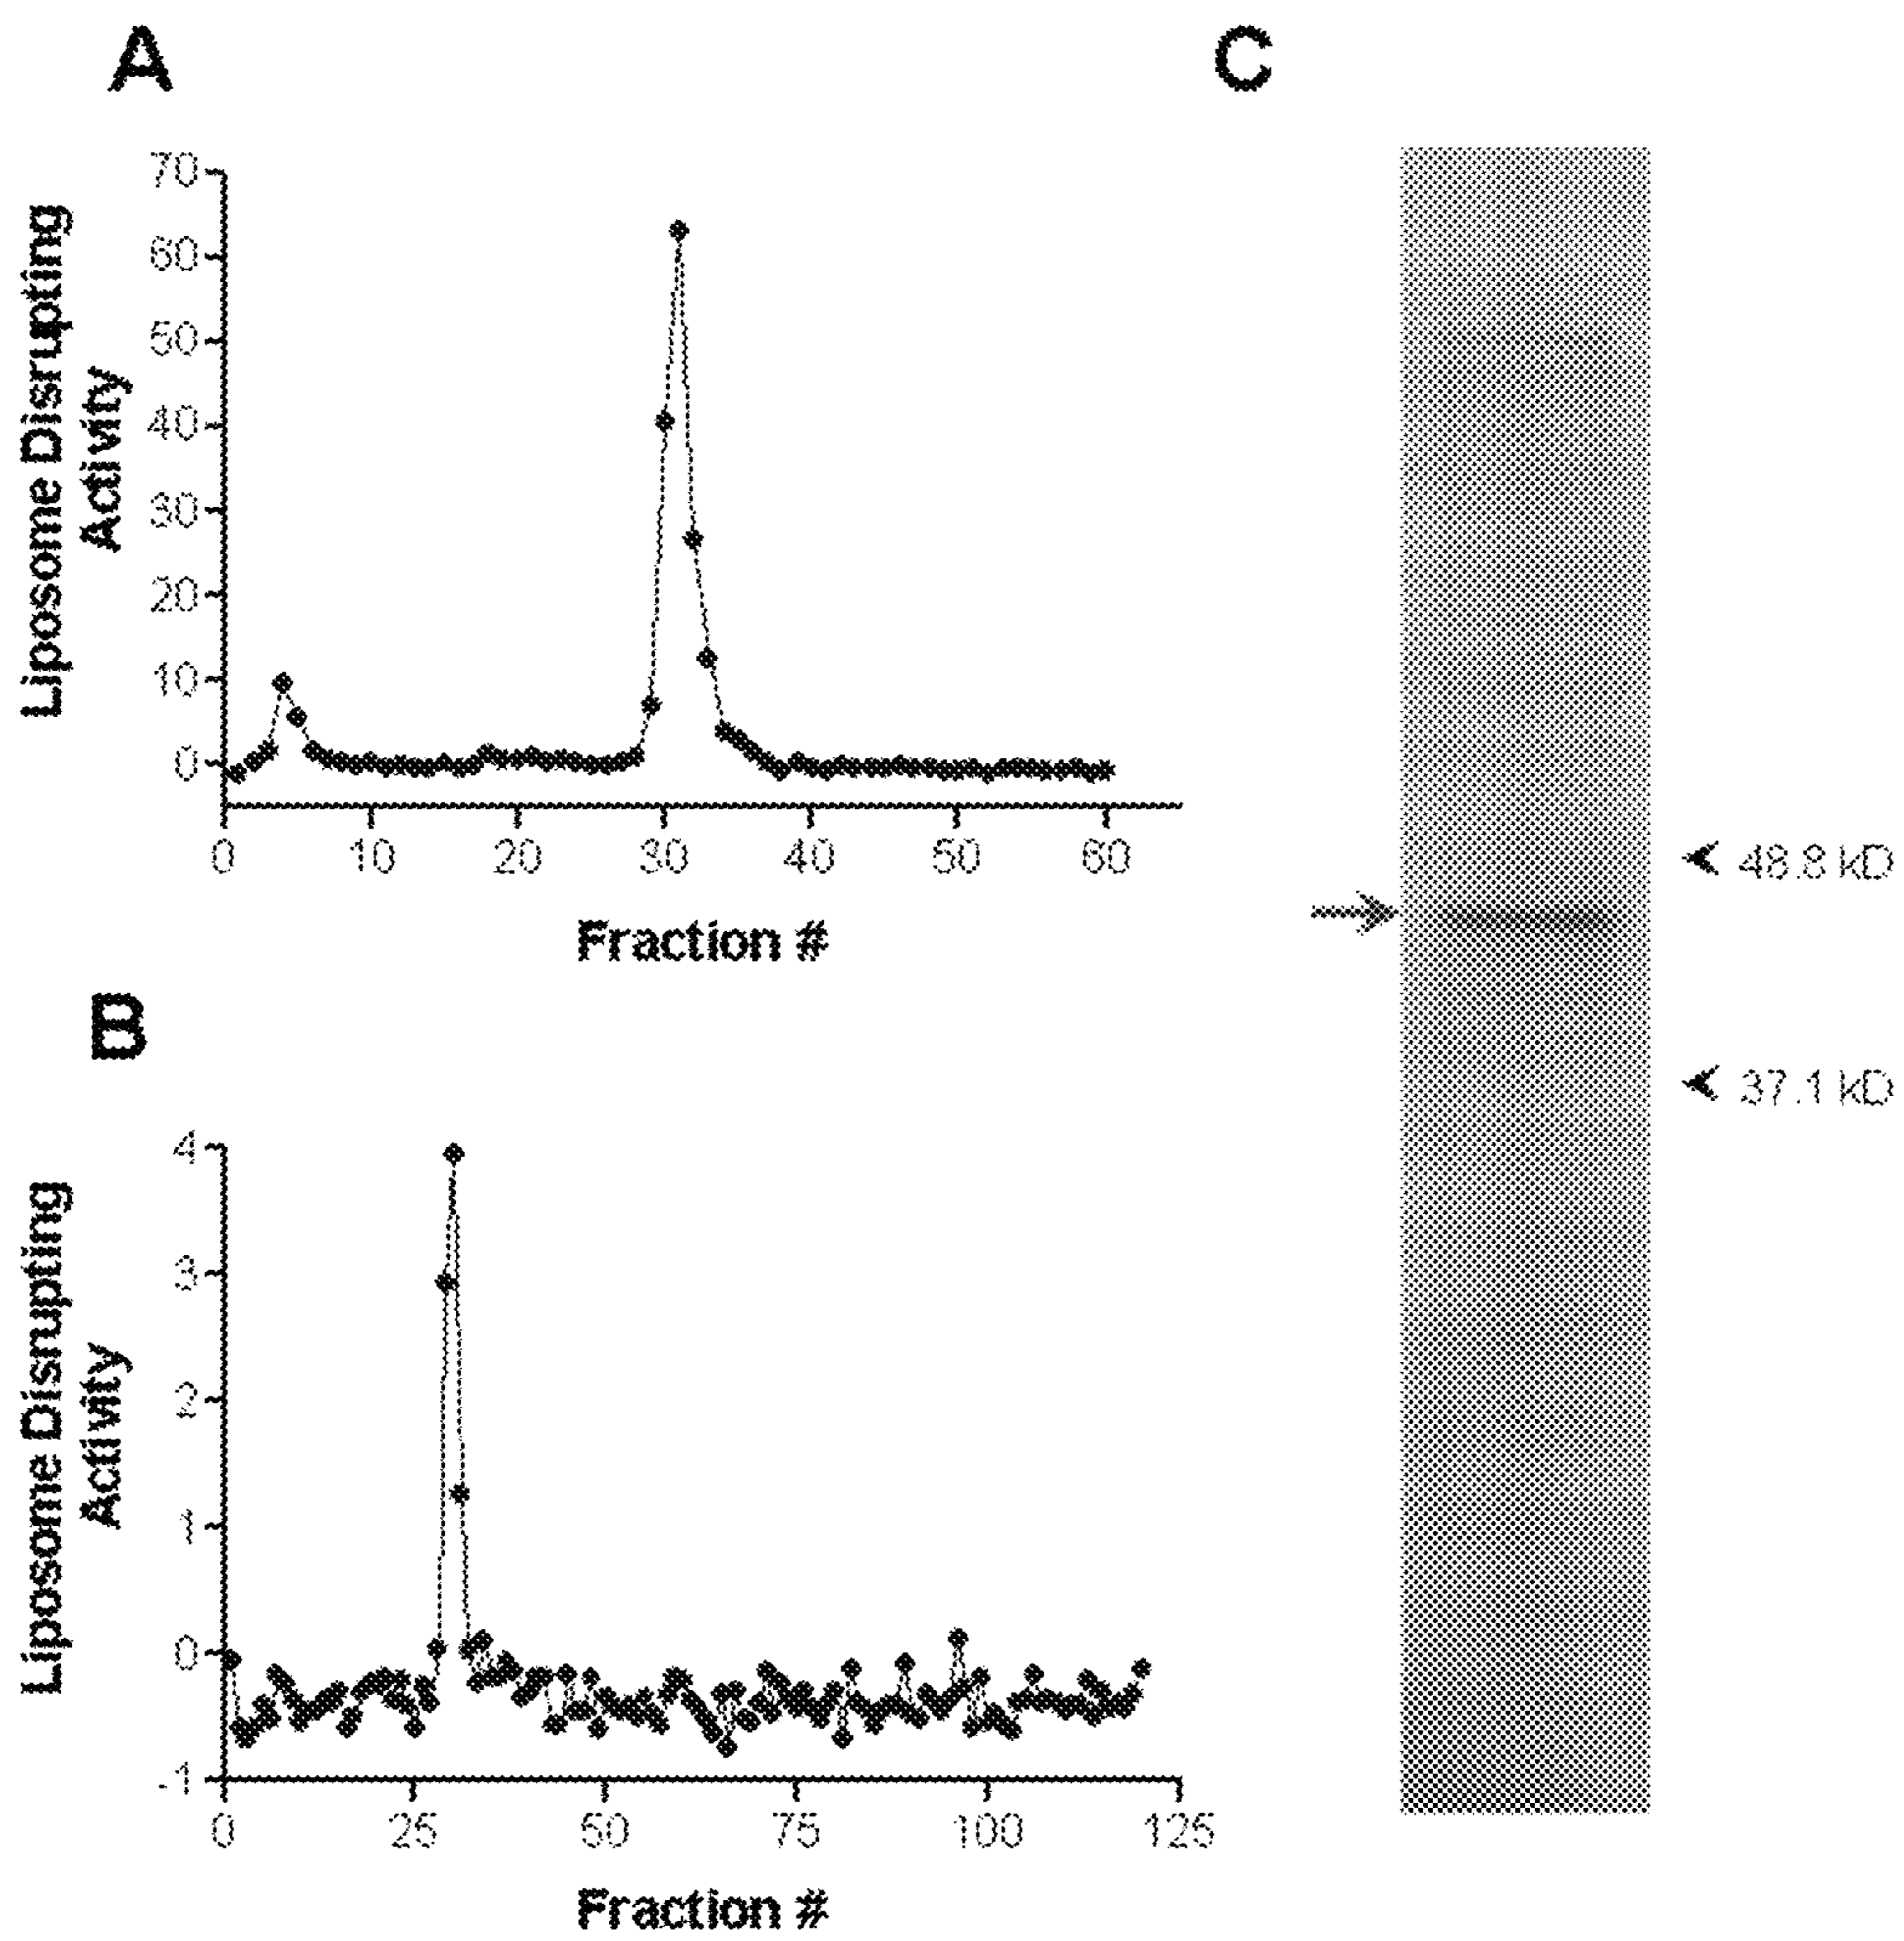 A
Liposome Disrupting
Activity
70
60
50
40
30
20
10
0
0 10 20 30 40 50 60
Fraction #
B
Liposome Disrupting
Activity
4
3
2
1
0
-1
0 25 50 75 100 125
Fraction #
C
48.8 kD
37.1 kD